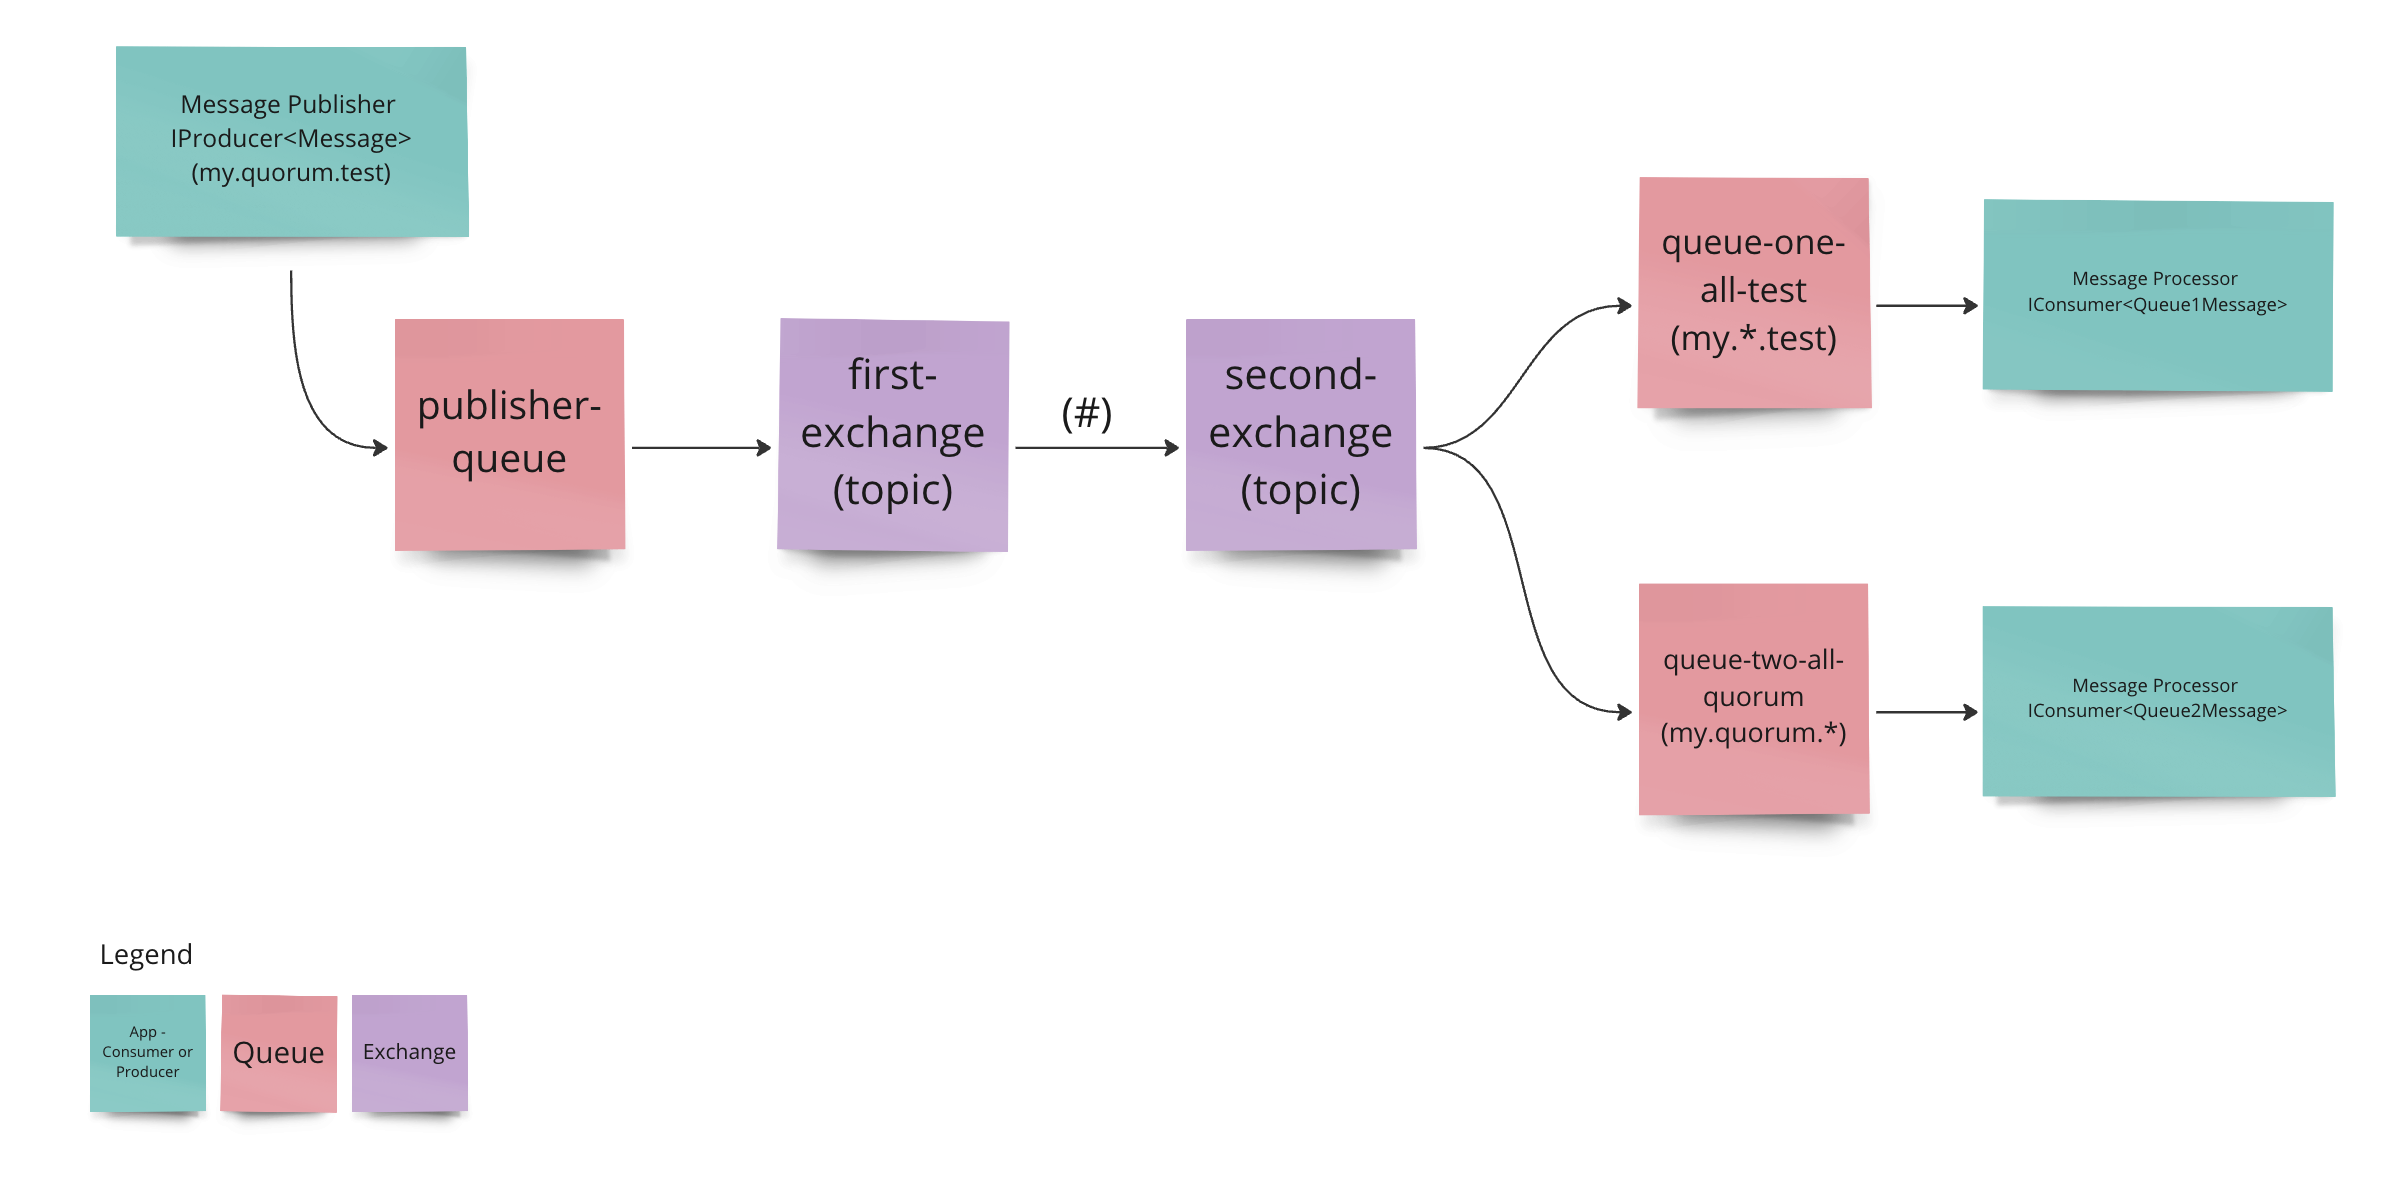 Message Publisher
IProducer<Message>
(my.quorum.test)
publisher-
queue
first-
exchange
(topic)
(#)
second-
exchange
(topic)
queue-one-
all-test
(my.*.test)
Message Processor
IConsumer<Queue1Message>
queue-two-all-
quorum
(my.quorum.*)
Message Processor
IConsumer<Queue2Message>
Legend
App -
Consumer or
Producer
Queue
Exchange